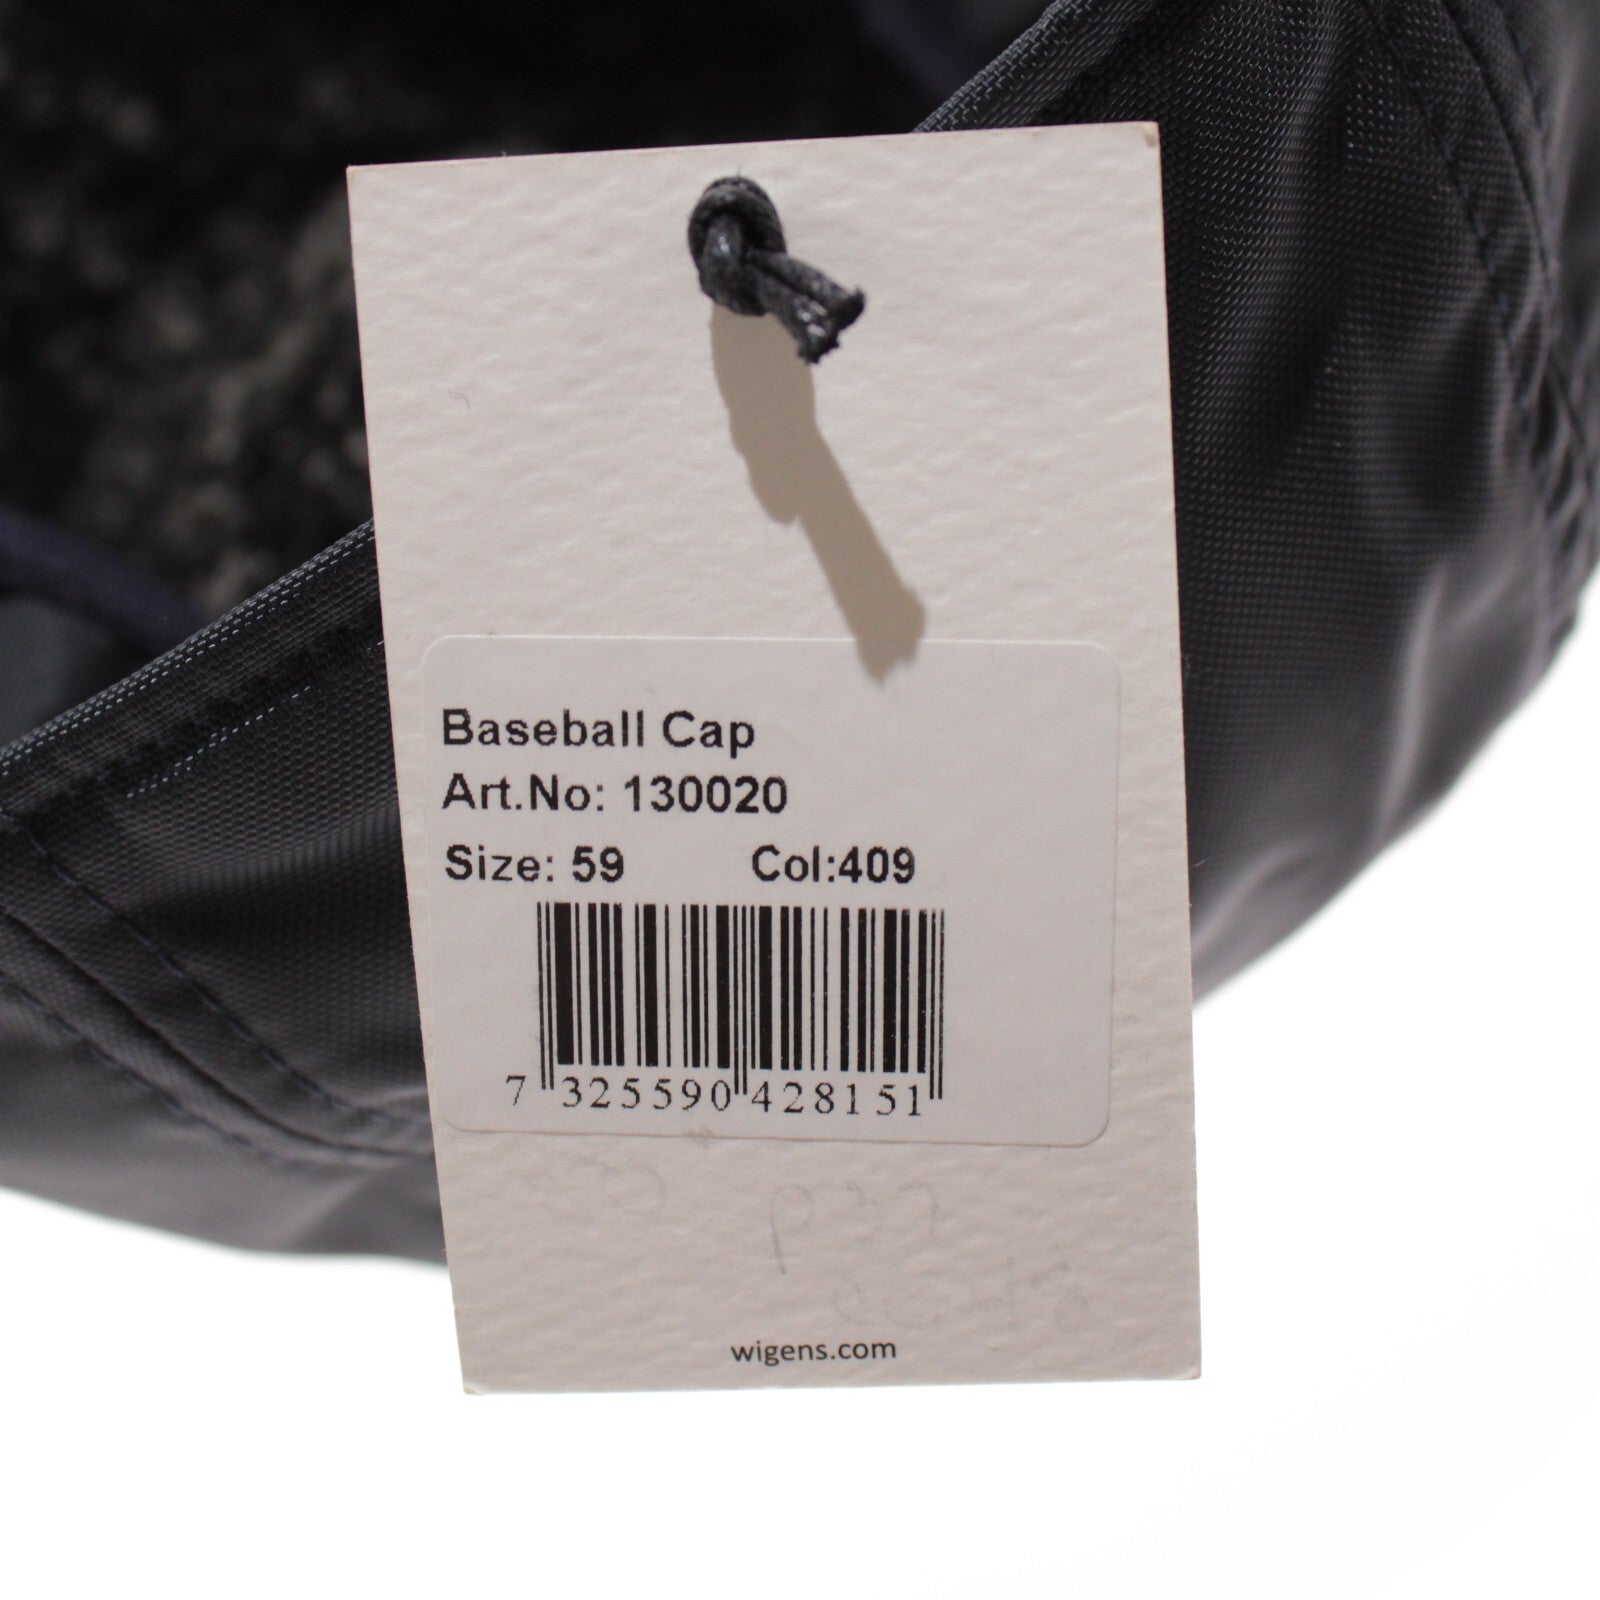 Baseball Cap
Art.No: 130020
Size: 59 Col:409
7 325590 428151
wigens.com